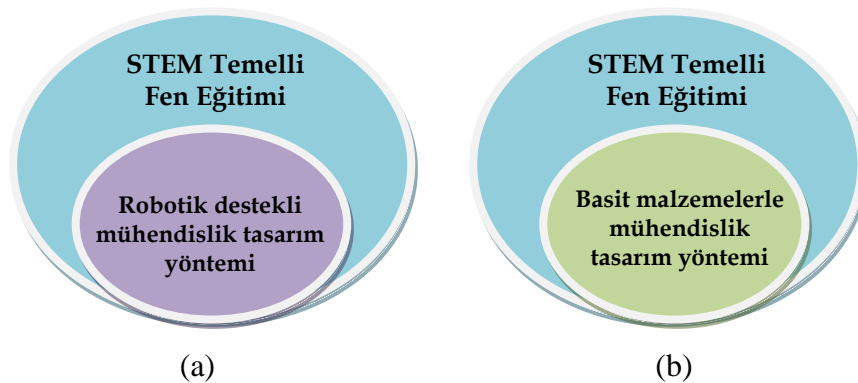 STEM Temelli
Fen Eğitimi
Robotik destekli
mühendislik tasarım
yöntemi
(a)
STEM Temelli
Fen Eğitimi
Basit malzemelerle
mühendislik
tasarım yöntemi
(b)